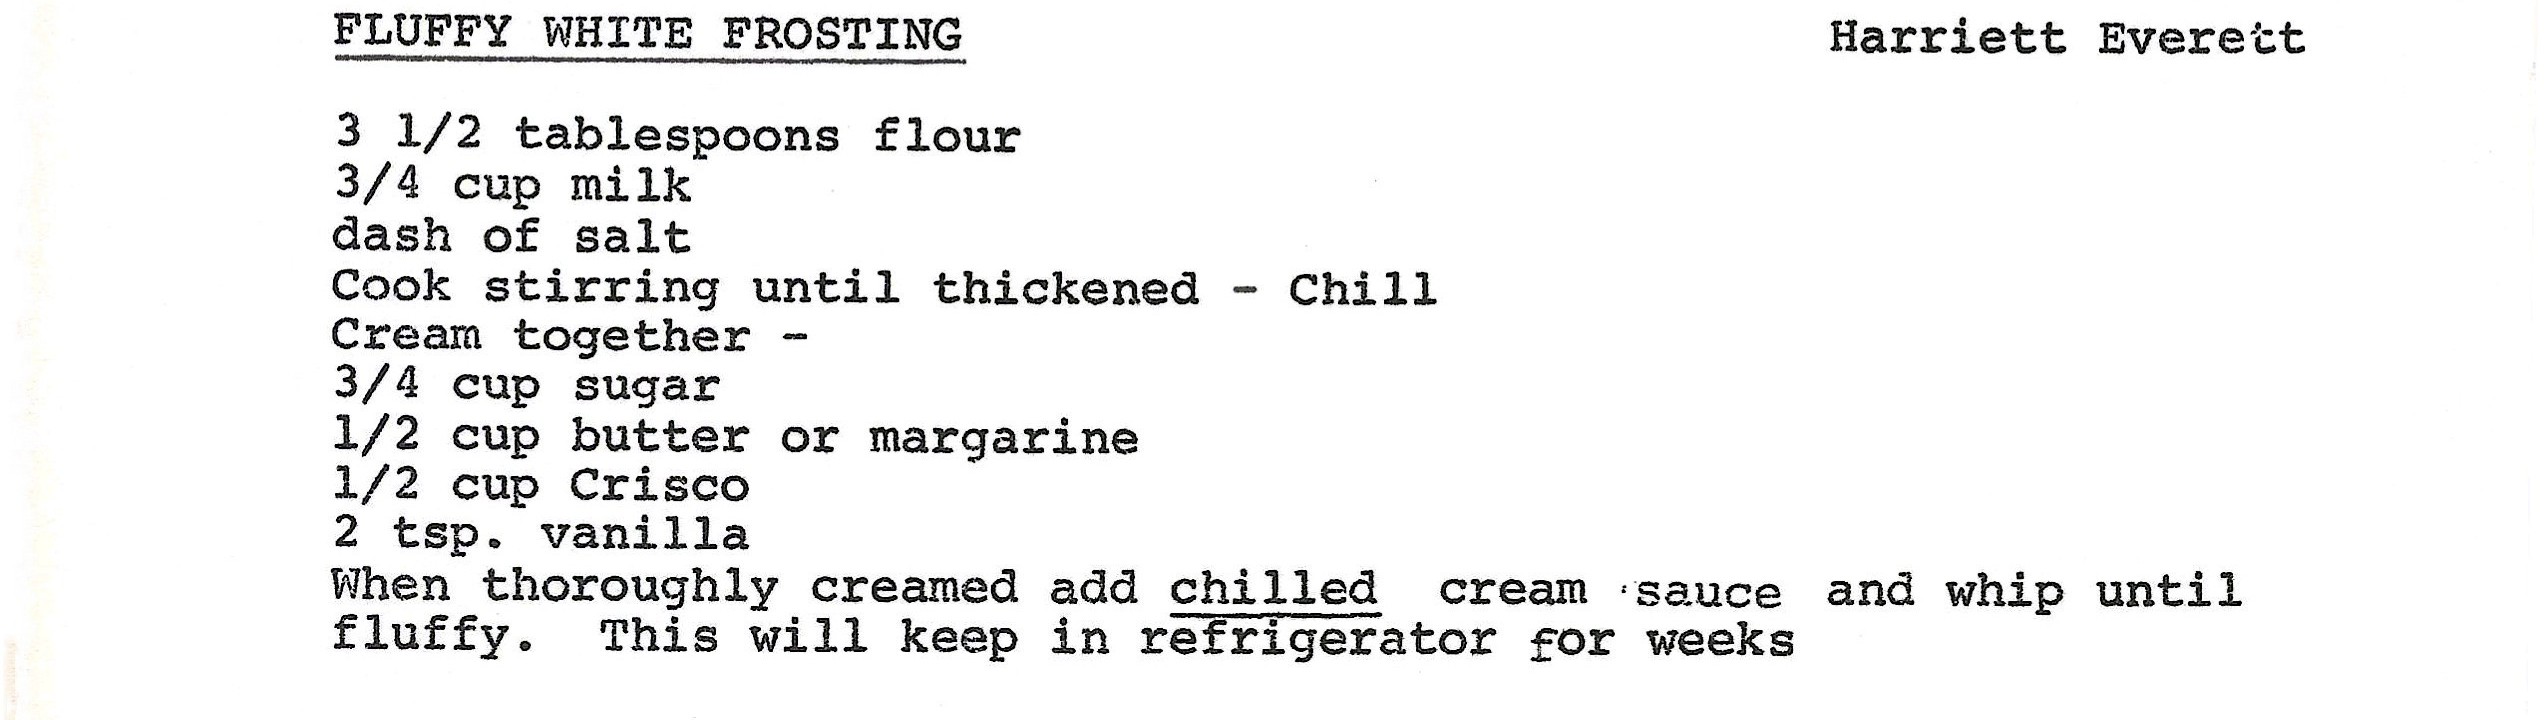 FLUFFY WHITE FROSTING Harriett Everett
3 1/2 tablespoons flour
3/4 cup milk
dash of salt
Cook stirring until thickened - Chill
Cream together -
3/4 cup sugar
1/2 cup butter or margarine
1/2 cup Crisco
2 tsp. vanilla
When thoroughly creamed add chilled cream sauce and whip until
fluffy. This will keep in refrigerator for weeks